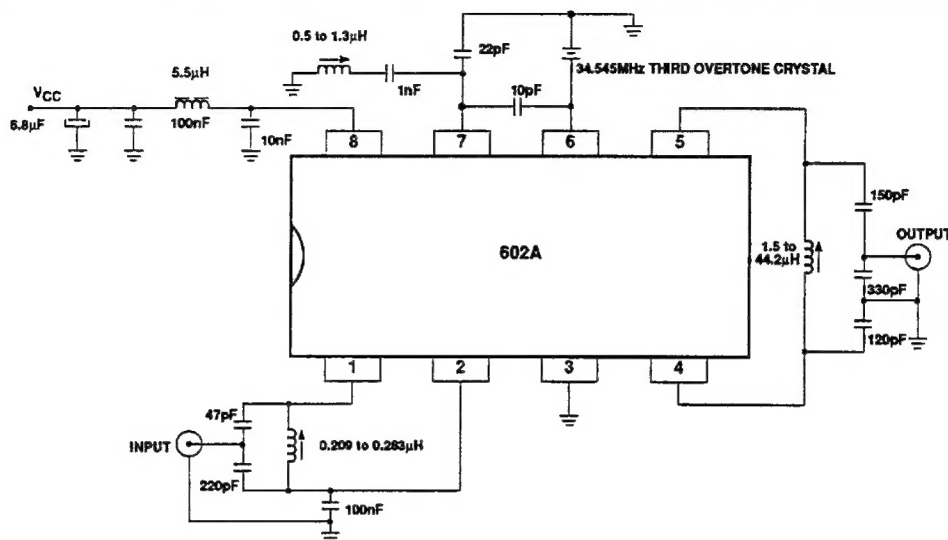 0.5 to 1.3μH
22pF
34.545MHz THIRD OVERTONE CRYSTAL
5.5μH
1nF
VCC
10pF
6.8μF
100nF
10nF
8
7
6
5
150pF
OUTPUT
602A
1.5 to
44.2μH
330pF
120pF
1
2
3
4
47pF
INPUT
0.209 to 0.283μH
220pF
100nF